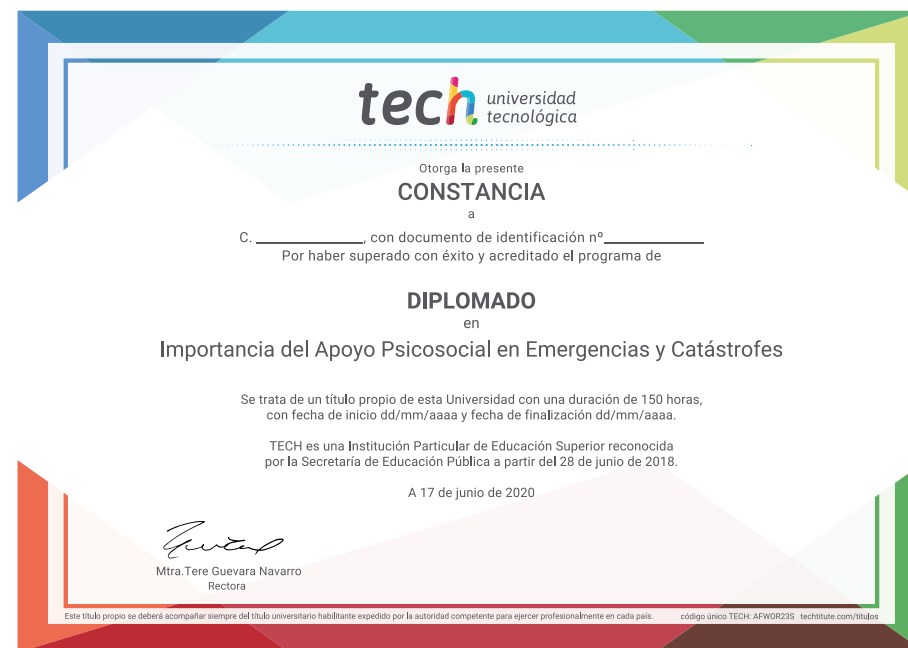 tech universidad
tecnológica
Otorga la presente
CONSTANCIA
a
C. ____________, con documento de identificación nº___________
Por haber superado con éxito y acreditado el programa de
DIPLOMADO
en
Importancia del Apoyo Psicosocial en Emergencias y Catástrofes
Se trata de un título propio de esta Universidad con una duración de 150 horas,
con fecha de inicio dd/mm/aaaa y fecha de finalización dd/mm/aaaa.
TECH es una Institución Particular de Educación Superior reconocida
por la Secretaría de Educación Pública a partir del 28 de junio de 2018.
A 17 de junio de 2020
Mtra.Tere Guevara Navarro
Rectora
Este título propio se deberá acompañar siempre del título universitario habilitante expedido por la autoridad competente para ejercer profesionalmente en cada país. código único TECH: AFWOR23S techtitute.com/titulos